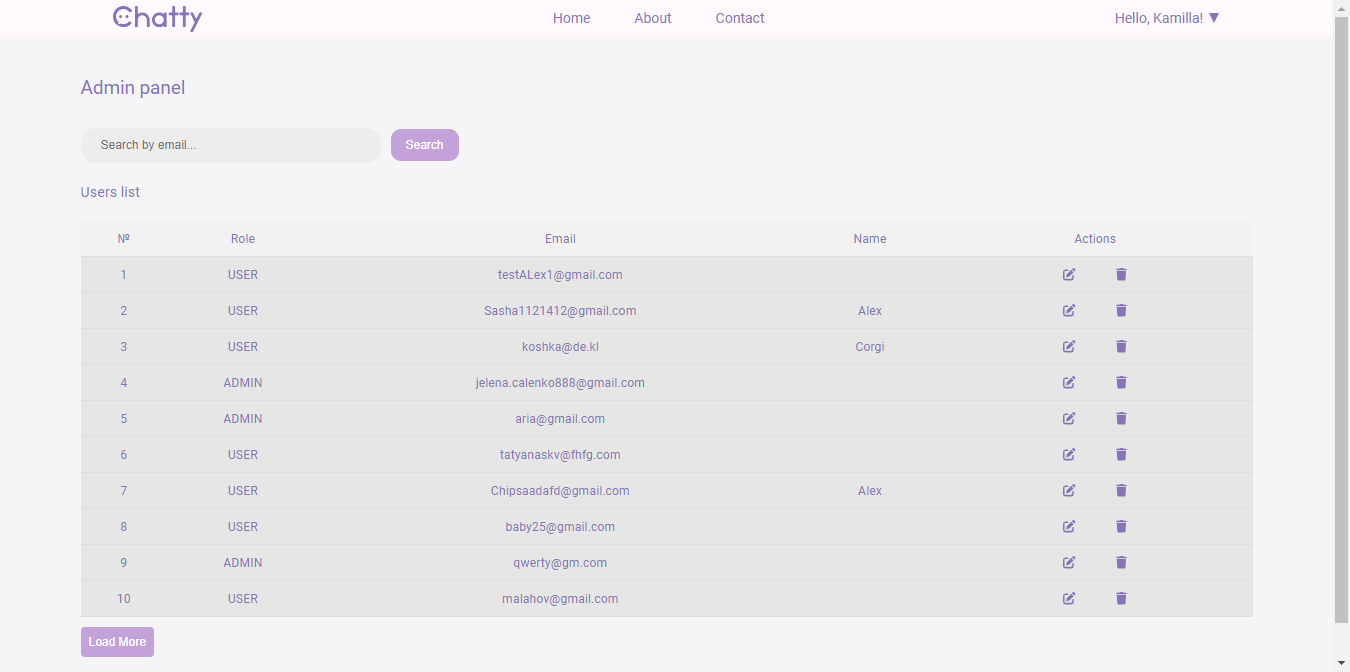 Chatty Home About Contact Hello, Kamilla! ▼
Admin panel
Search by email... Search
Users list
№ Role Email Name Actions
1 USER testALex1@gmail.com
2 USER Sasha1121412@gmail.com Alex
3 USER koshka@de.kl Corgi
4 ADMIN jelena.calenko888@gmail.com
5 ADMIN aria@gmail.com
6 USER tatyanaskv@fhfg.com
7 USER Chipsaadafd@gmail.com Alex
8 USER baby25@gmail.com
9 ADMIN qwerty@gm.com
10 USER malahov@gmail.com
Load More